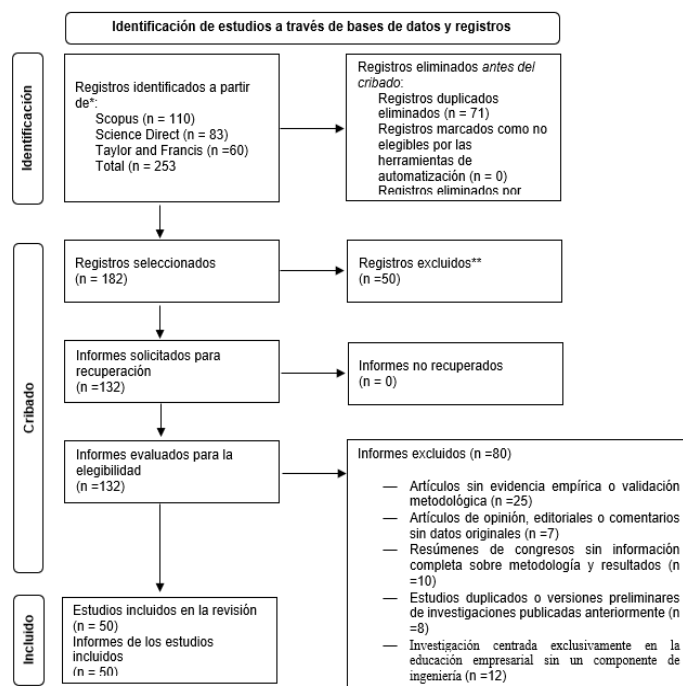 Identificación de estudios a través de bases de datos y registros
Identificación
Registros identificados a partir
de*:
Scopus (n = 110)
Science Direct (n = 83)
Taylor and Francis (n =60)
Total (n = 253
Registros eliminados antes del
cribado:
Registros duplicados
eliminados (n = 71)
Registros marcados como no
elegibles por las
herramientas de
automatización (n = 0)
Registros eliminados por
Cribado
Registros seleccionados
(n = 182)
Registros excluidos**
(n =50)
Informes solicitados para
recuperación
(n =132)
Informes no recuperados
(n = 0)
Informes evaluados para la
elegibilidad
(n =132)
Informes excluidos (n =80)
— Artículos sin evidencia empírica o validación
metodológica (n =25)
— Artículos de opinión, editoriales o comentarios
sin datos originales (n =7)
— Resúmenes de congresos sin información
completa sobre metodología y resultados (n
=10)
— Estudios duplicados o versiones preliminares
de investigaciones publicadas anteriormente (n
=8)
— Investigación centrada exclusivamente en la
educación empresarial sin un componente de
ingeniería (n =12)
Incluido
Estudios incluidos en la revisión
(n = 50)
Informes de los estudios
incluidos
(n = 50)